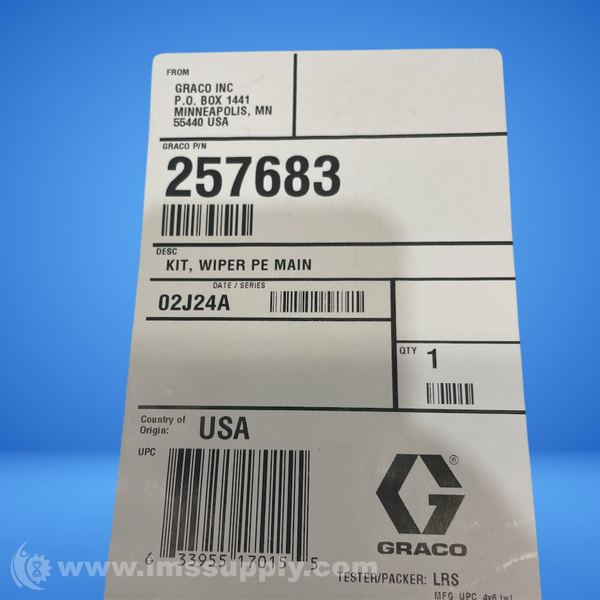 FROM
GRACO INC
P.O. BOX 1441
MINNEAPOLIS, MN
55440 USA
GRACO P/N
257683
DESC
KIT, WIPER PE MAIN
DATE / SERIES
02J24A
QTY 1
Country of
Origin: USA
UPC
6 33955 17015 5
G
GRACO
®
TESTER/PACKER: LRS
MFG_UPC_4x6
www.imssupply.com